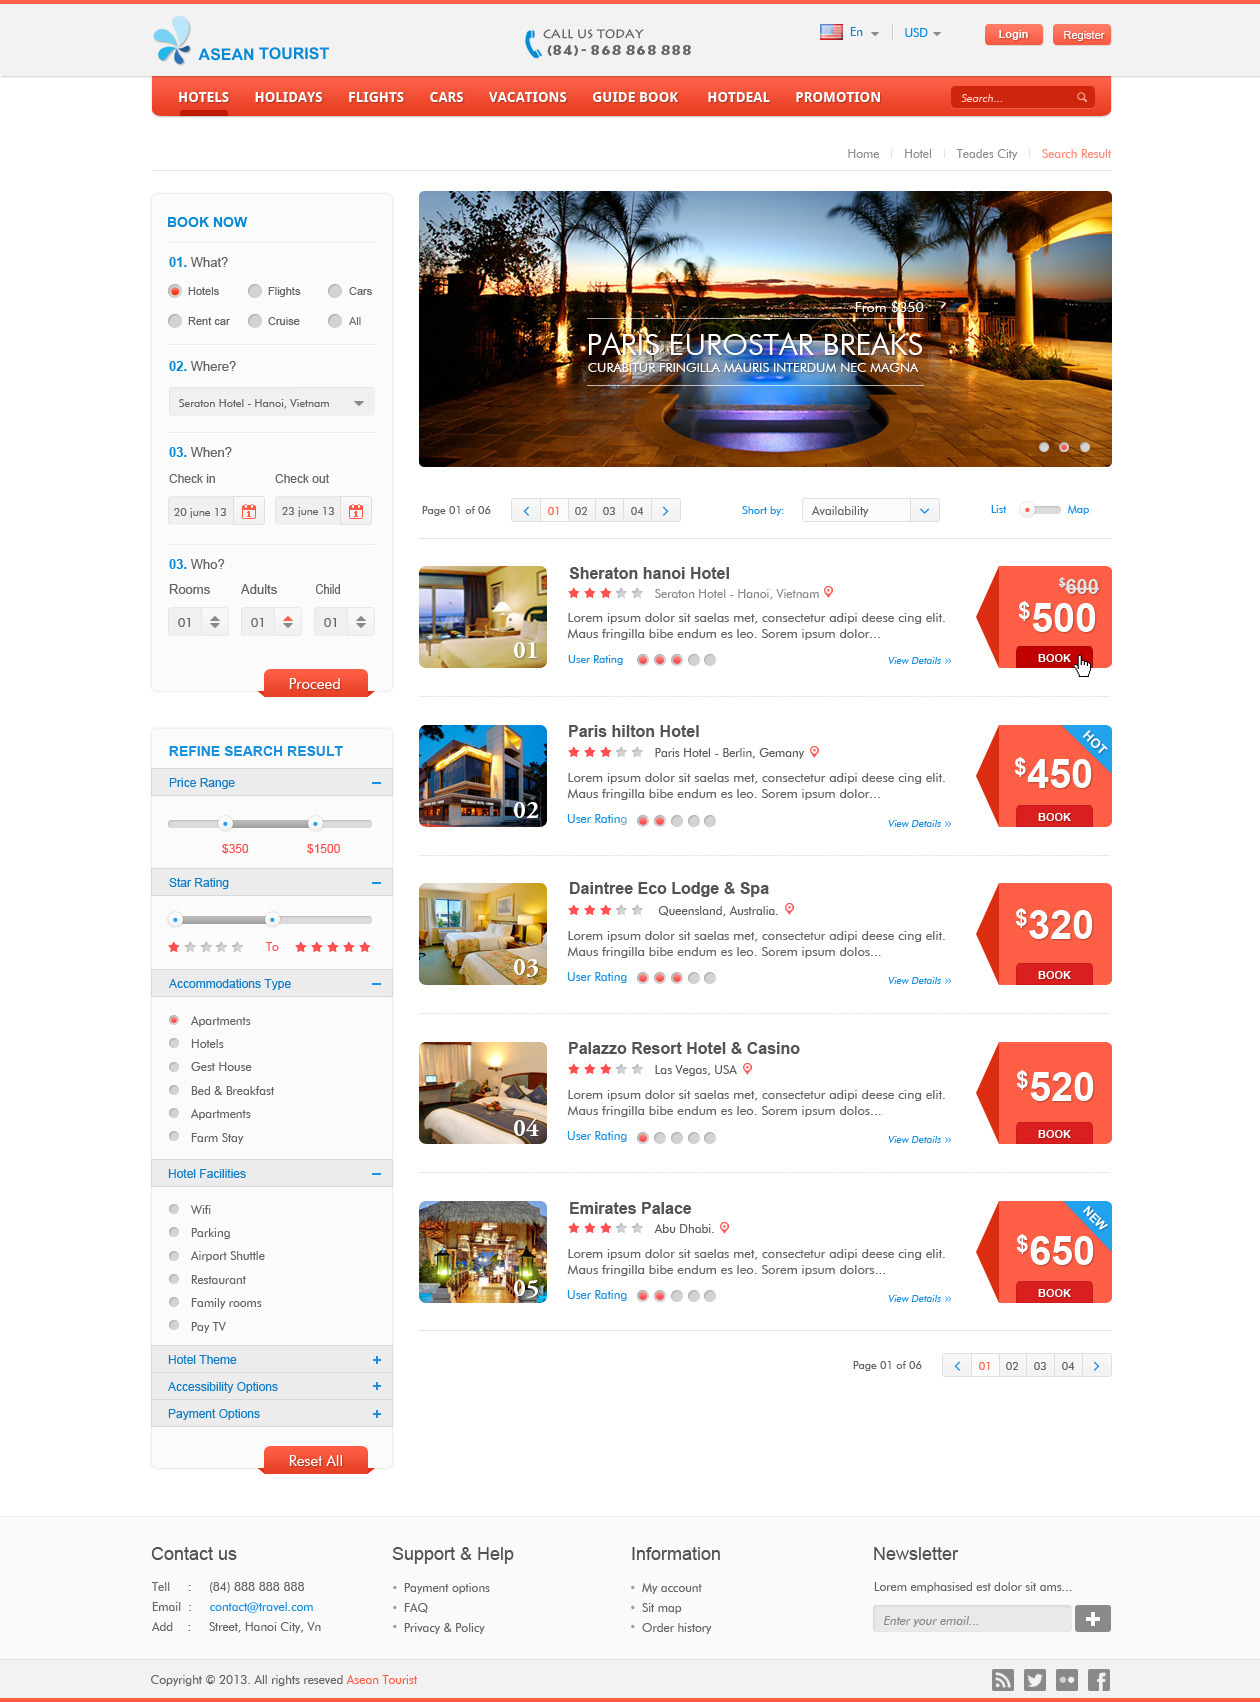 ASEAN TOURIST
CALL US TODAY
(84)- 868 868 888
En
USD
Login
Register
HOTELS HOLIDAYS FLIGHTS CARS VACATIONS GUIDE BOOK HOTDEAL PROMOTION
Search...
Home Hotel Teades City Search Result
BOOK NOW
01. What?
Hotels Flights Cars
Rent car Cruise All
02. Where?
Seraton Hotel - Hanoi, Vietnam
03. When?
Check in Check out
20 june 13 23 june 13
03. Who?
Rooms Adults Child
01 01 01
Proceed
REFINE SEARCH RESULT
Price Range
$350 $1500
Star Rating
To
Accommodations Type
Apartments
Hotels
Gest House
Bed & Breakfast
Apartments
Farm Stay
Hotel Facilities
Wifi
Parking
Airport Shuttle
Restaurant
Family rooms
Pay TV
Hotel Theme
Accessibility Options
Payment Options
Reset All
From $350
PARIS EUROSTAR BREAKS
CURABITUR FRINGILLA MAURIS INTERDUM NEC MAGNA
Page 01 of 06
01 02 03 04
Short by:
Availability
List
Map
01
Sheraton hanoi Hotel
Seraton Hotel - Hanoi, Vietnam
Lorem ipsum dolor sit saelas met, consectetur adipi deese cing elit.
Maus fringilla bibe endum es leo. Sorem ipsum dolor...
User Rating
View Details »
$600
$500
BOOK
02
Paris hilton Hotel
Paris Hotel - Berlin, Gemany
Lorem ipsum dolor sit saelas met, consectetur adipi deese cing elit.
Maus fringilla bibe endum es leo. Sorem ipsum dolor...
User Rating
View Details »
HOT
$450
BOOK
03
Daintree Eco Lodge & Spa
Queensland, Australia.
Lorem ipsum dolor sit saelas met, consectetur adipi deese cing elit.
Maus fringilla bibe endum es leo. Sorem ipsum dolos...
User Rating
View Details »
$320
BOOK
04
Palazzo Resort Hotel & Casino
Las Vegas, USA
Lorem ipsum dolor sit saelas met, consectetur adipi deese cing elit.
Maus fringilla bibe endum es leo. Sorem ipsum dolos...
User Rating
View Details »
$520
BOOK
05
Emirates Palace
Abu Dhabi.
Lorem ipsum dolor sit saelas met, consectetur adipi deese cing elit.
Maus fringilla bibe endum es leo. Sorem ipsum dolors...
User Rating
View Details »
NEW
$650
BOOK
Page 01 of 06
01 02 03 04
Contact us
Tell : (84) 888 888 888
Email : contact@travel.com
Add : Street, Hanoi City, Vn
Support & Help
Payment options
FAQ
Privacy & Policy
Information
My account
Sit map
Order history
Newsletter
Lorem emphasised est dolor sit ams...
Enter your email...
Copyright © 2013. All rights reseved Asean Tourist